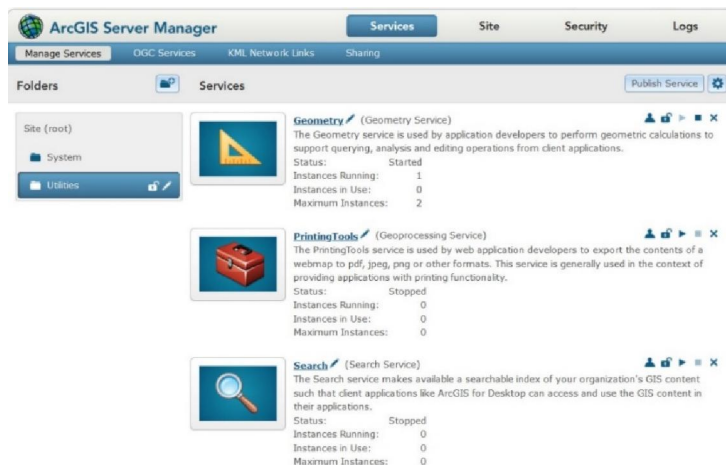 ArcGIS Server Manager
Services Site Security Logs
Manage Services OGC Services KML Network Links Sharing
Folders Services Publish Service
Site (root)
System
Utilities
Geometry (Geometry Service)
The Geometry service is used by application developers to perform geometric calculations to
support querying, analysis and editing operations from client applications.
Status: Started
Instances Running: 1
Instances in Use: 0
Maximum Instances: 2
PrintingTools (Geoprocessing Service)
The PrintingTools service is used by web application developers to export the contents of a
webmap to pdf, jpeg, png or other formats. This service is generally used in the context of
providing applications with printing functionality.
Status: Stopped
Instances Running: 0
Instances in Use: 0
Maximum Instances: 0
Search (Search Service)
The Search service makes available a searchable index of your organization's GIS content
such that client applications like ArcGIS for Desktop can access and use the GIS content in
their applications.
Status: Stopped
Instances Running: 0
Instances in Use: 0
Maximum Instances: 0